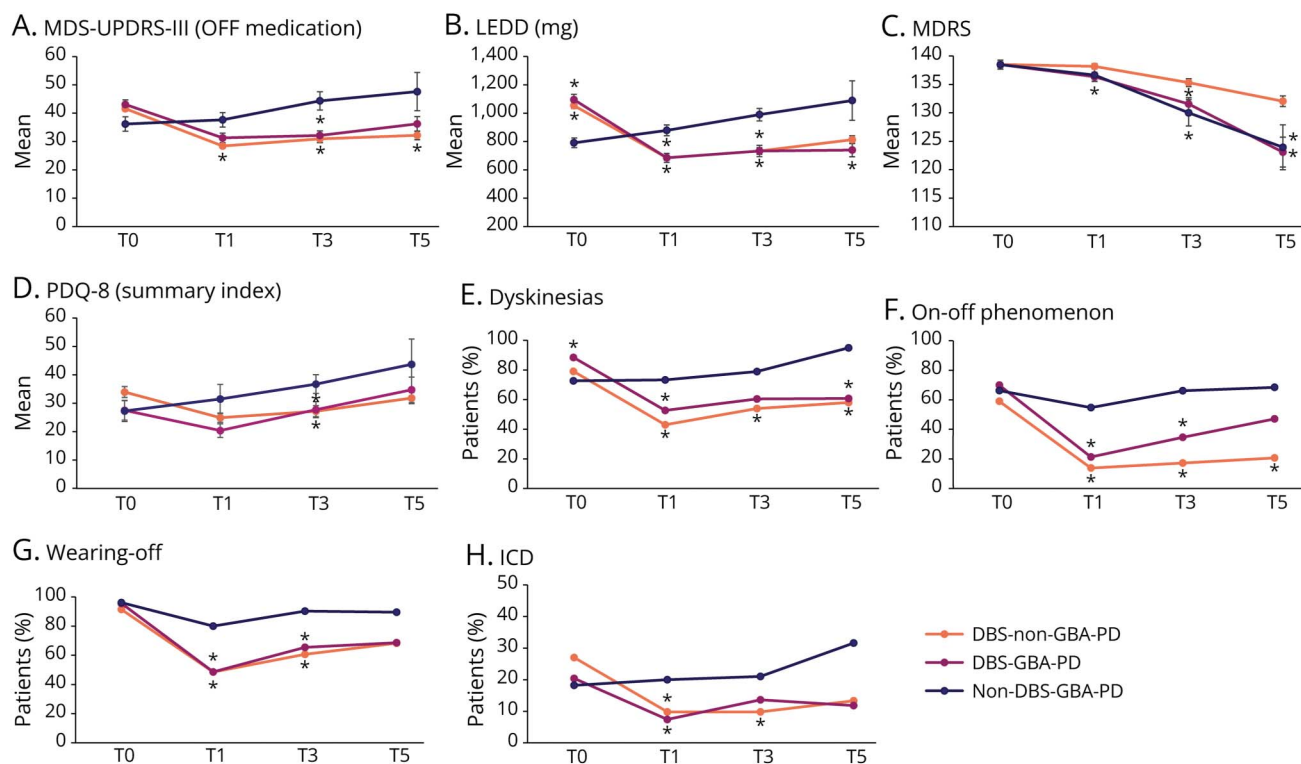 A. MDS-UPDRS-III (OFF medication)
60
50
40
30
20
10
0
Mean
T0 T1 T3 T5
* * * *
B. LEDD (mg)
1,400
1,200
1,000
800
600
400
200
Mean
T0 T1 T3 T5
* * * * * * *
C. MDRS
140
135
130
125
120
115
110
Mean
T0 T1 T3 T5
* * * * *
D. PDQ-8 (summary index)
60
50
40
30
20
10
0
Mean
T0 T1 T3 T5
* *
E. Dyskinesias
100
80
60
40
20
0
Patients (%)
T0 T1 T3 T5
* * * * * *
F. On-off phenomenon
100
80
60
40
20
0
Patients (%)
T0 T1 T3 T5
* * * * *
G. Wearing-off
100
80
60
40
20
0
Patients (%)
T0 T1 T3 T5
* * * *
H. ICD
50
40
30
20
10
0
Patients (%)
T0 T1 T3 T5
* * *
DBS-non-GBA-PD
DBS-GBA-PD
Non-DBS-GBA-PD